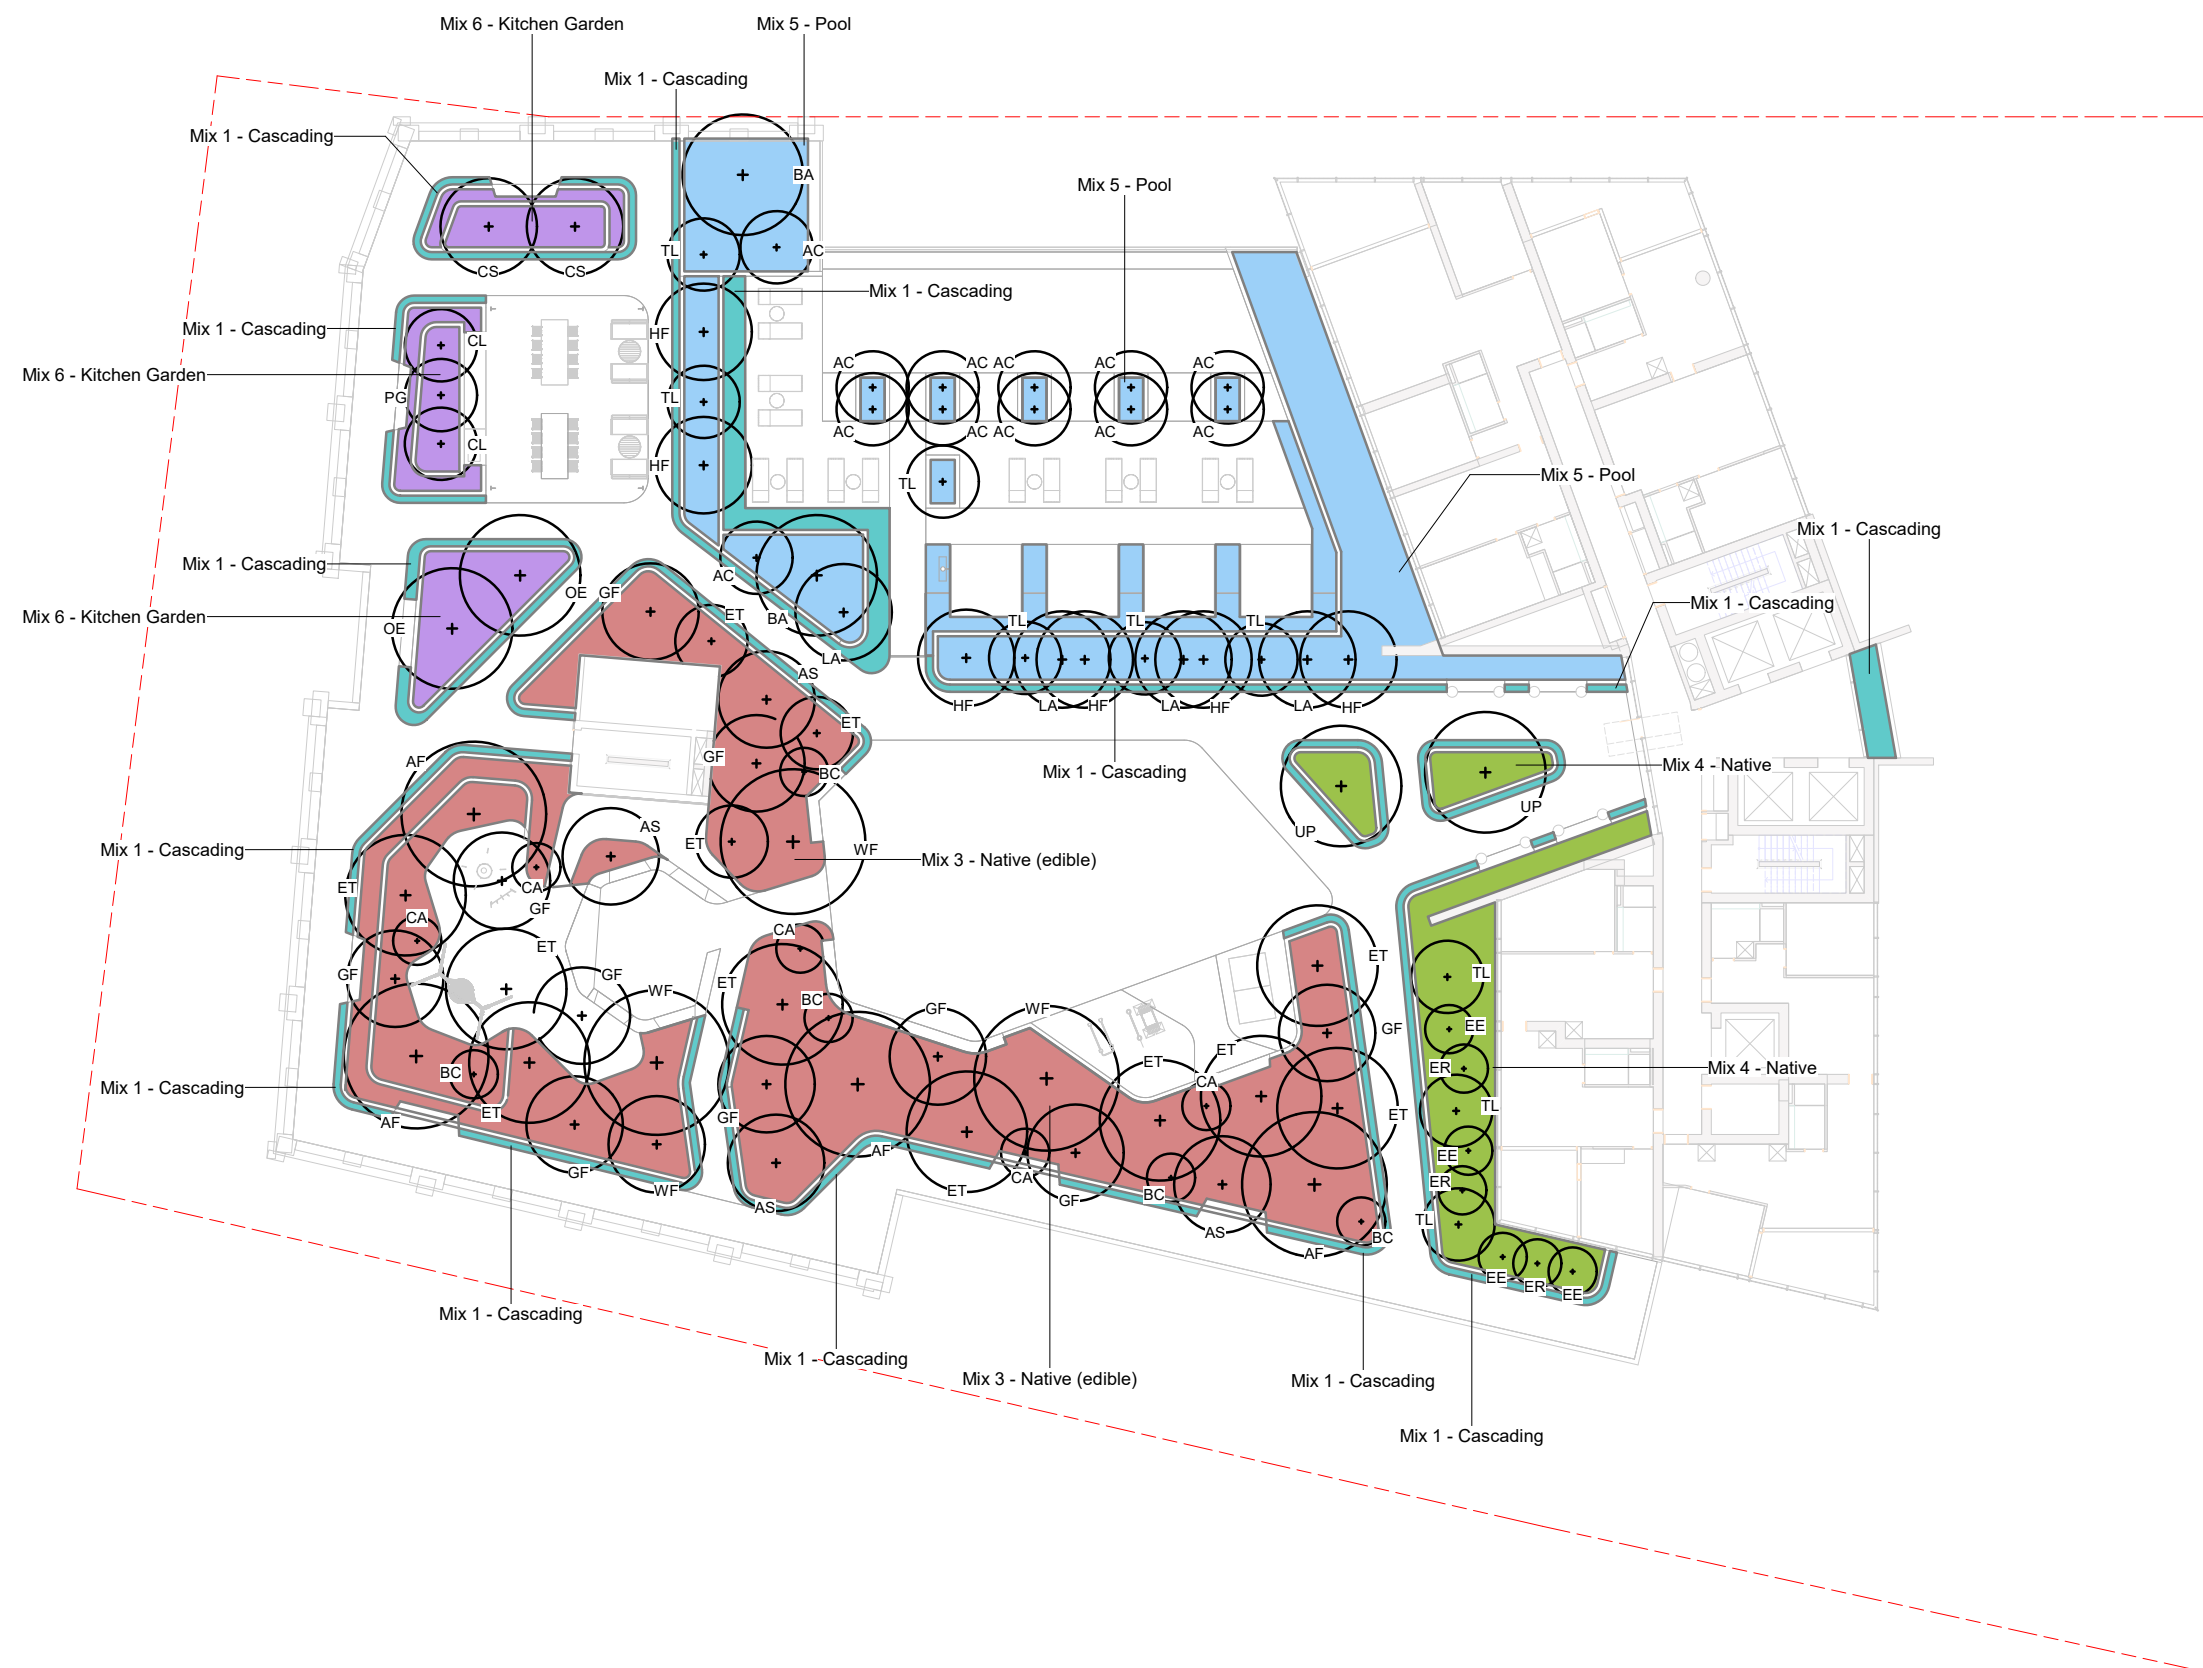 Mix 6 - Kitchen Garden
Mix 5 - Pool
Mix 1 - Cascading
Mix 1 - Cascading
BA
Mix 5 - Pool
TL
AC
CS
CS
Mix 1 - Cascading
Mix 1 - Cascading
HF
CL
AC
AC
AC
AC
AC
Mix 6 - Kitchen Garden
PG
TL
AC
AC
AC
AC
AC
CL
HF
Mix 5 - Pool
TL
Mix 1 - Cascading
Mix 1 - Cascading
AC
OE
GF
Mix 1 - Cascading
Mix 6 - Kitchen Garden
OE
ET
BA
TL
TL
TL
LA
AS
HF
LA
HF
LA
HF
LA
HF
ET
GF
AF
BC
Mix 1 - Cascading
Mix 4 - Native
UP
UP
AS
ET
WF
Mix 1 - Cascading
Mix 3 - Native (edible)
ET
CA
GF
CA
CA
ET
ET
GF
GF
ET
TL
WF
BC
GF
WF
GF
EE
ET
ET
Mix 4 - Native
ER
BC
CA
Mix 1 - Cascading
TL
ET
GF
ET
AF
AF
EE
GF
CA
ER
WF
ET
BC
GF
AS
TL
AS
BC
AF
EE
ER
EE
Mix 1 - Cascading
Mix 1 - Cascading
Mix 3 - Native (edible)
Mix 1 - Cascading
Mix 1 - Cascading